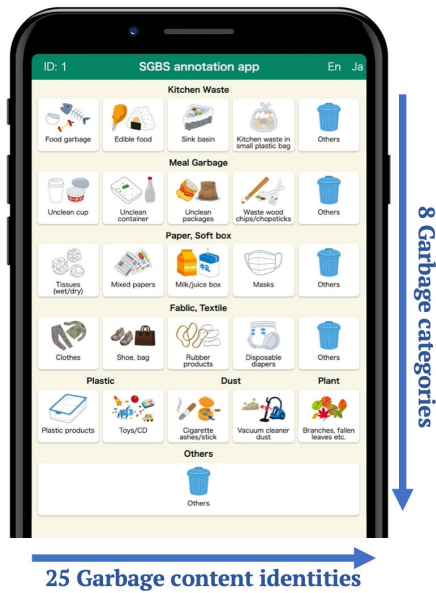 ID: 1 SGBS annotation app En Ja
Kitchen Waste
Food garbage Edible food Sink basin Kitchen waste in small plastic bag Others
Meal Garbage
Unclean cup Unclean container Unclean packages Waste wood chips/chopsticks Others
Paper, Soft box
Tissues (wet/dry) Mixed papers Milk/juice box Masks Others
Fablic, Textile
Clothes Shoe, bag Rubber products Disposable diapers Others
Plastic Dust Plant
Plastic products Toys/CD Cigarette ashes/stick Vacuum cleaner dust Branches, fallen leaves etc.
Others
Others
8 Garbage categories
25 Garbage content identities